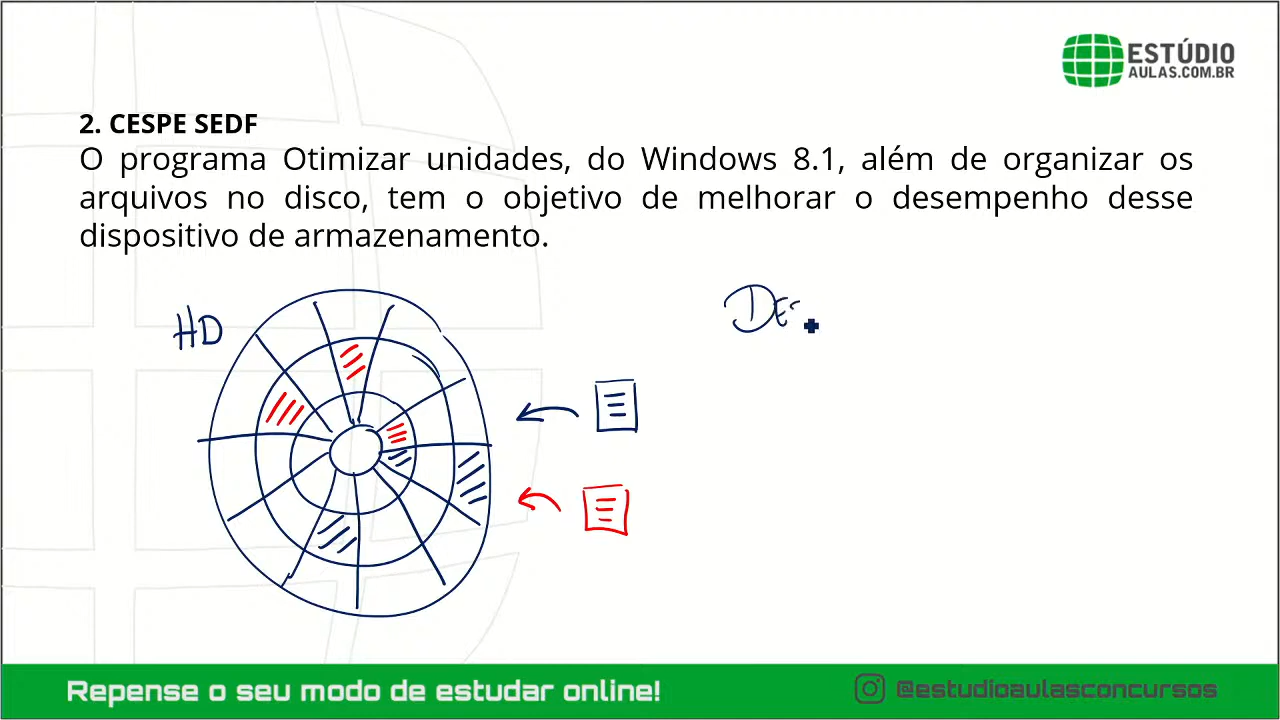 ESTÚDIO
AULAS.COM.BR
2. CESPE SEDF
O programa Otimizar unidades, do Windows 8.1, além de organizar os
arquivos no disco, tem o objetivo de melhorar o desempenho desse
dispositivo de armazenamento.
HD
DES
Repense o seu modo de estudar online!
@estudioaulasconcursos